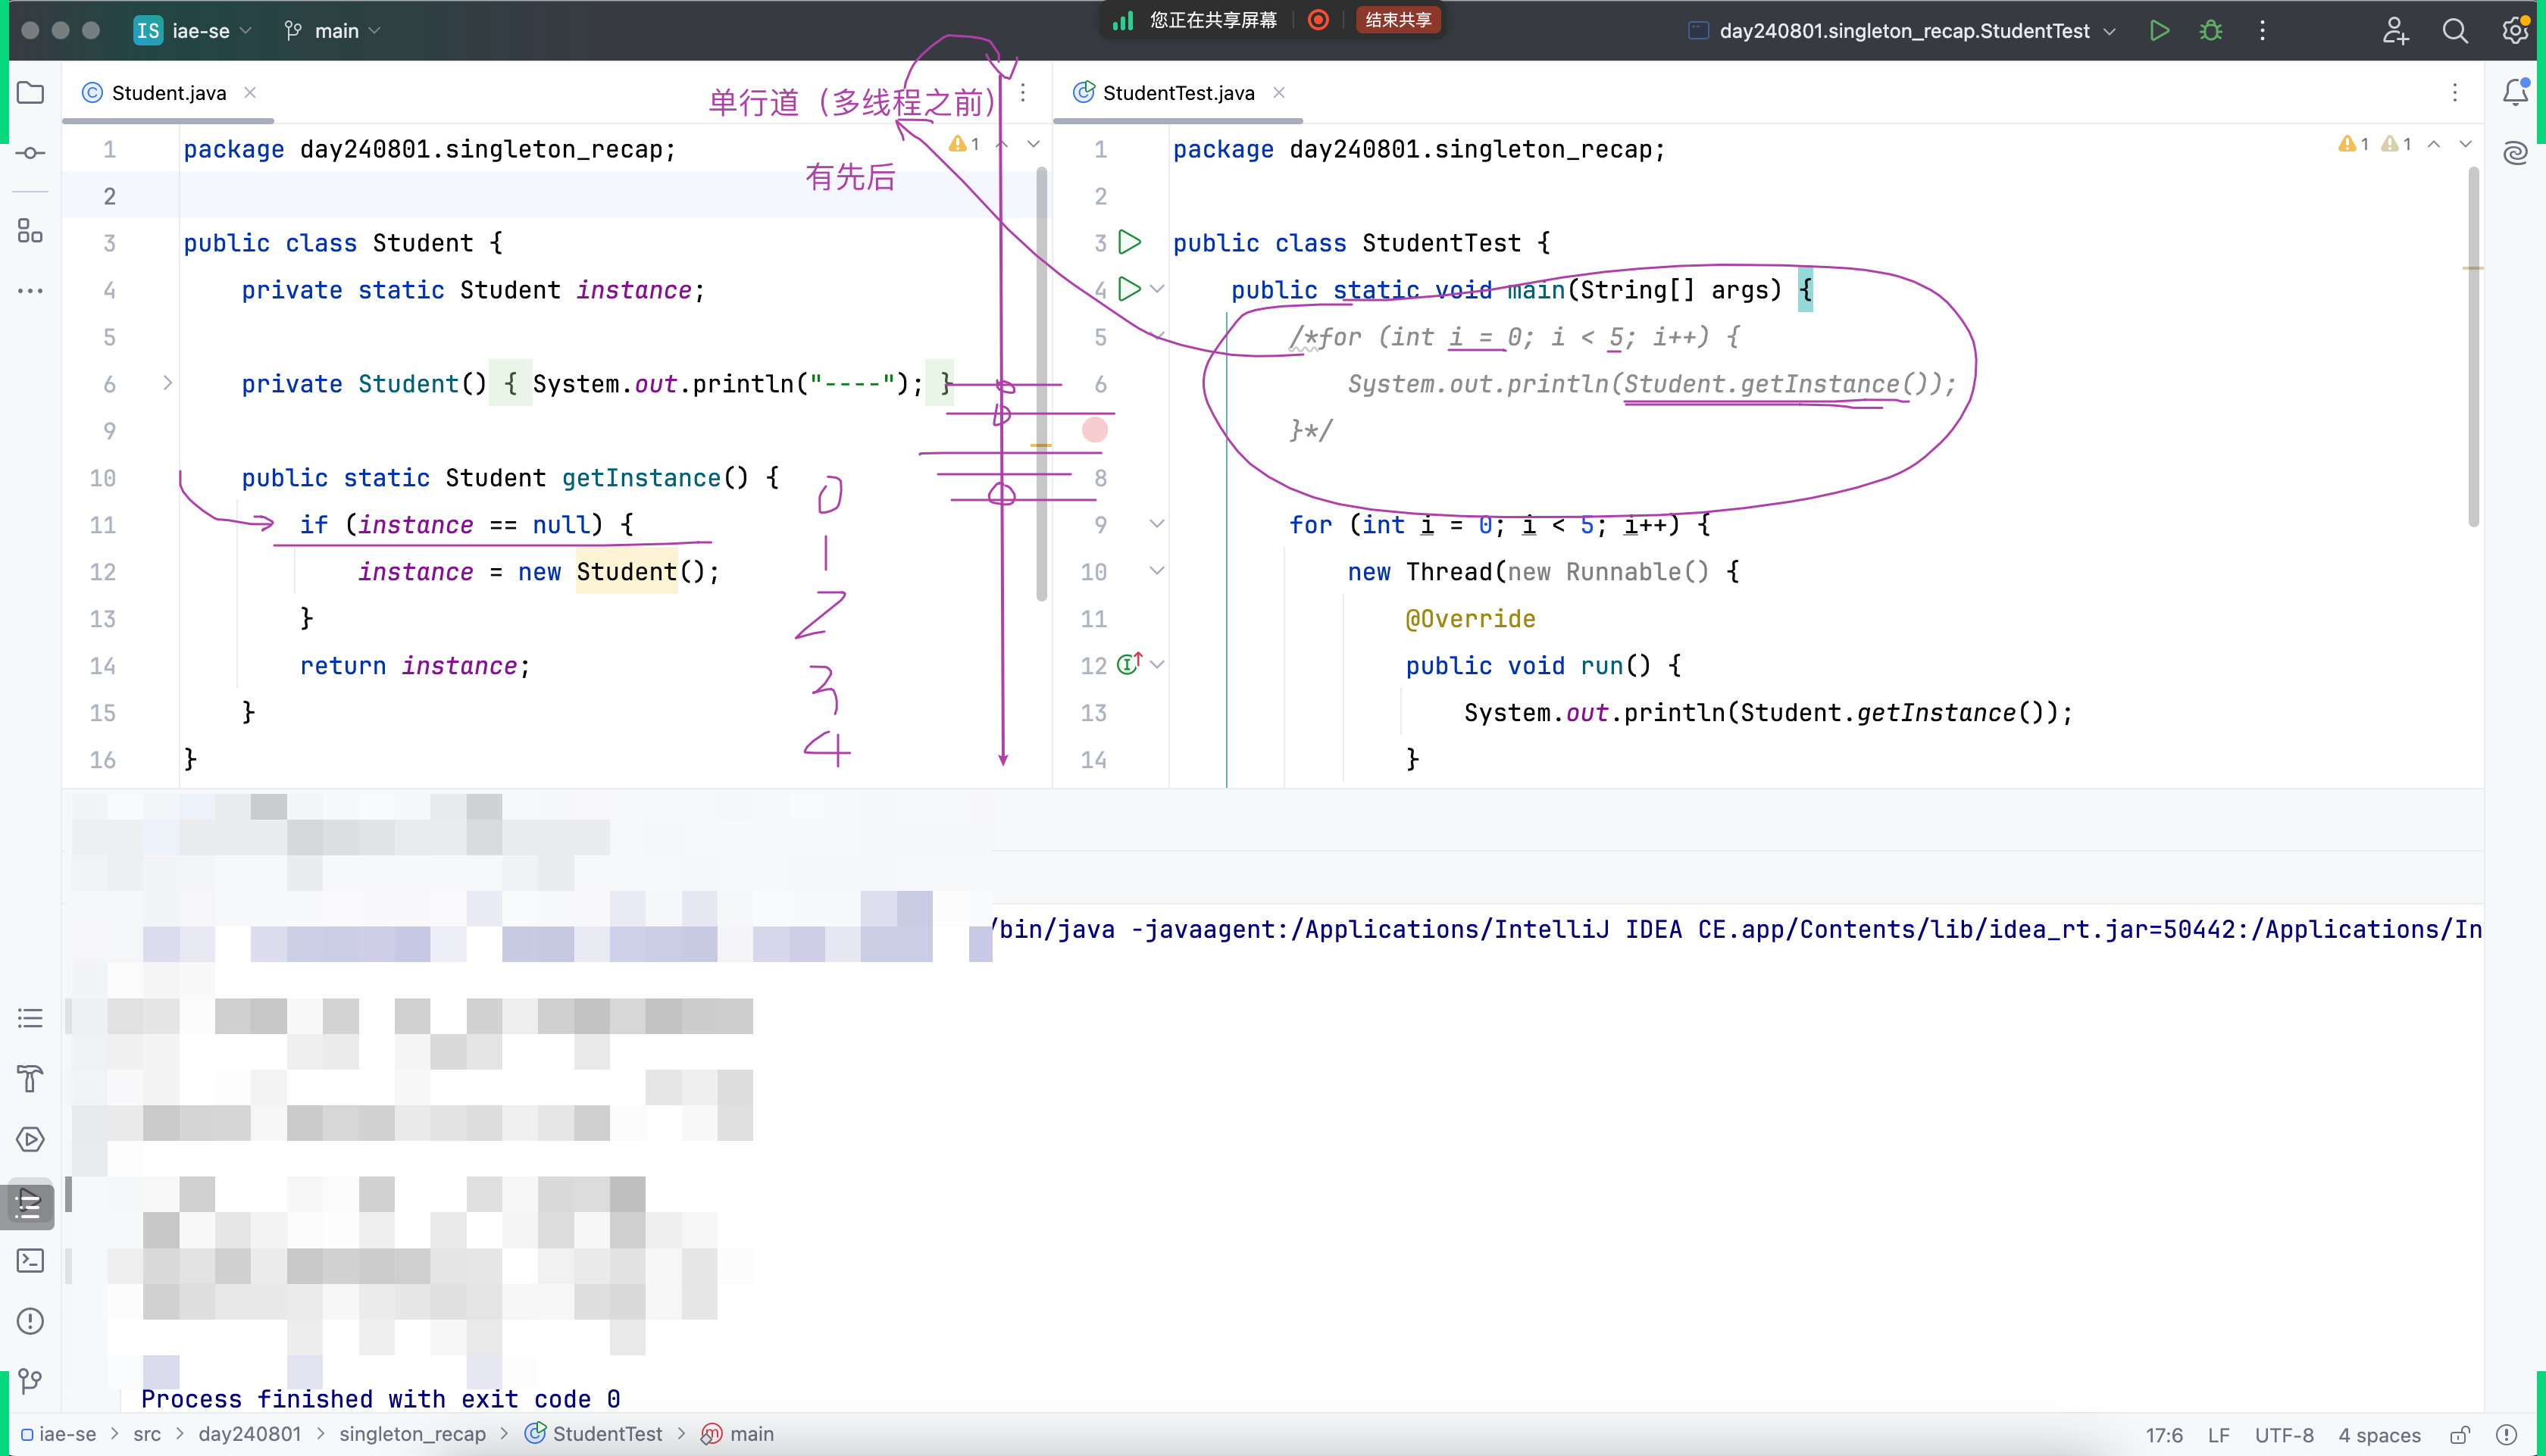 IS iae-se main
您正在共享屏幕 结束共享
day240801.singleton_recap.StudentTest
Student.java
StudentTest.java
单行道（多线程之前）
有先后
1 package day240801.singleton_recap;
2
3 public class Student {
4 private static Student instance;
5
6 private Student() { System.out.println("----"); }
9
10 public static Student getInstance() {
11 if (instance == null) {
12 instance = new Student();
13 }
14 return instance;
15 }
16 }
1
0
1
2
3
4
1 package day240801.singleton_recap;
2
3 public class StudentTest {
4 public static void main(String[] args) {
5 /*for (int i = 0; i < 5; i++) {
6 System.out.println(Student.getInstance());
}*/
8
9 for (int i = 0; i < 5; i++) {
10 new Thread(new Runnable() {
11 @Override
12 public void run() {
13 System.out.println(Student.getInstance());
14 }
1 1
/bin/java -javaagent:/Applications/IntelliJ IDEA CE.app/Contents/lib/idea_rt.jar=50442:/Applications/In
Process finished with exit code 0
iae-se > src > day240801 > singleton_recap > StudentTest > main
17:6 LF UTF-8 4 spaces